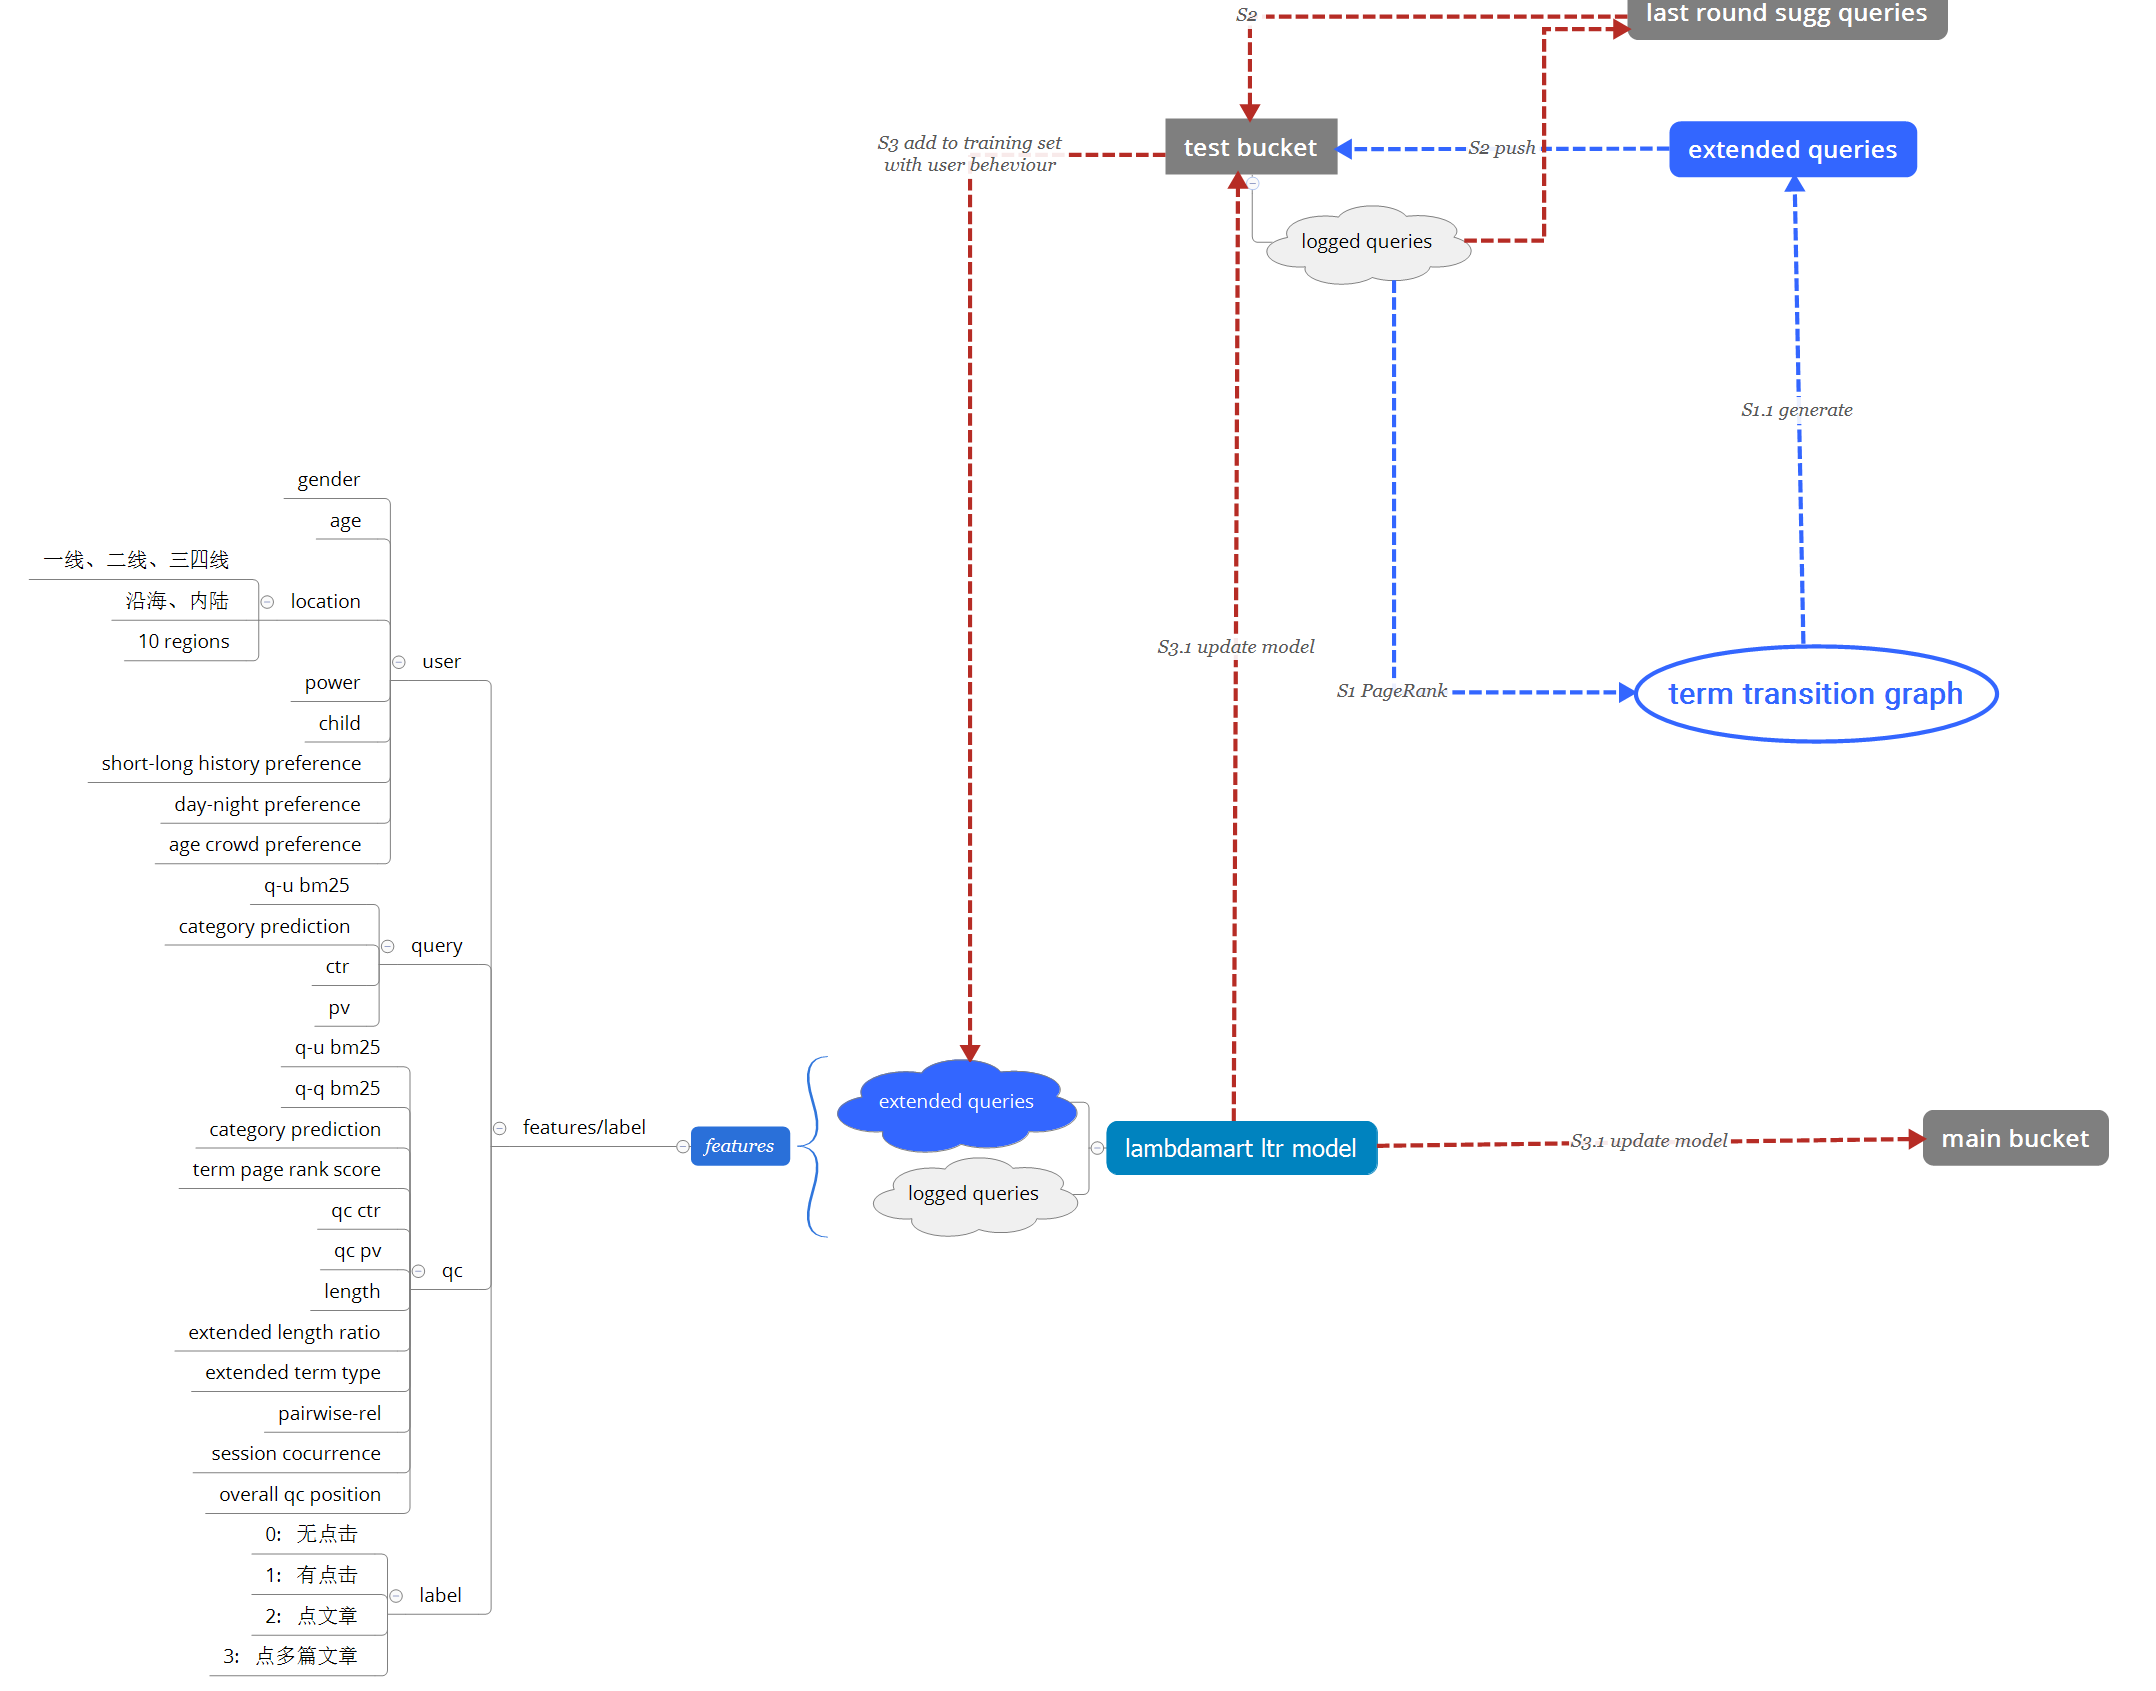 last round sugg queries
S2
S3 add to training set
with user beheviour
test bucket
S2 push
extended queries
logged queries
S1.1 generate
S3.1 update model
S1 PageRank
term transition graph
gender
age
一线、二线、三四线
沿海、内陆
10 regions
location
user
power
child
short-long history preference
day-night preference
age crowd preference
q-u bm25
category prediction
query
ctr
pv
q-u bm25
q-q bm25
category prediction
term page rank score
qc ctr
qc pv
qc
length
extended length ratio
extended term type
pairwise-rel
session cocurrence
overall qc position
0: 无点击
1: 有点击
label
2: 点文章
3: 点多篇文章
features/label
features
extended queries
logged queries
lambdamart ltr model
S3.1 update model
main bucket